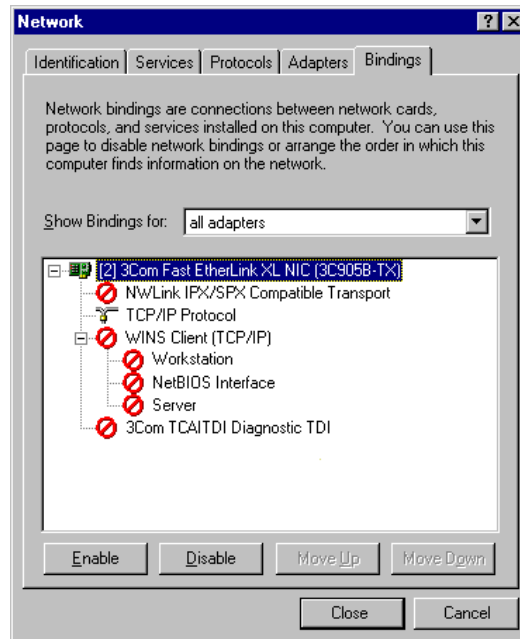 Network
Identification Services Protocols Adapters Bindings
Network bindings are connections between network cards,
protocols, and services installed on this computer. You can use this
page to disable network bindings or arrange the order in which this
computer finds information on the network.
Show Bindings for: all adapters
[2] 3Com Fast EtherLink XL NIC (3C905B-TX)
NWLink IPX/SPX Compatible Transport
TCP/IP Protocol
WINS Client (TCP/IP)
Workstation
NetBIOS Interface
Server
3Com TCAITDI Diagnostic TDI
Enable Disable Move Up Move Down
Close Cancel